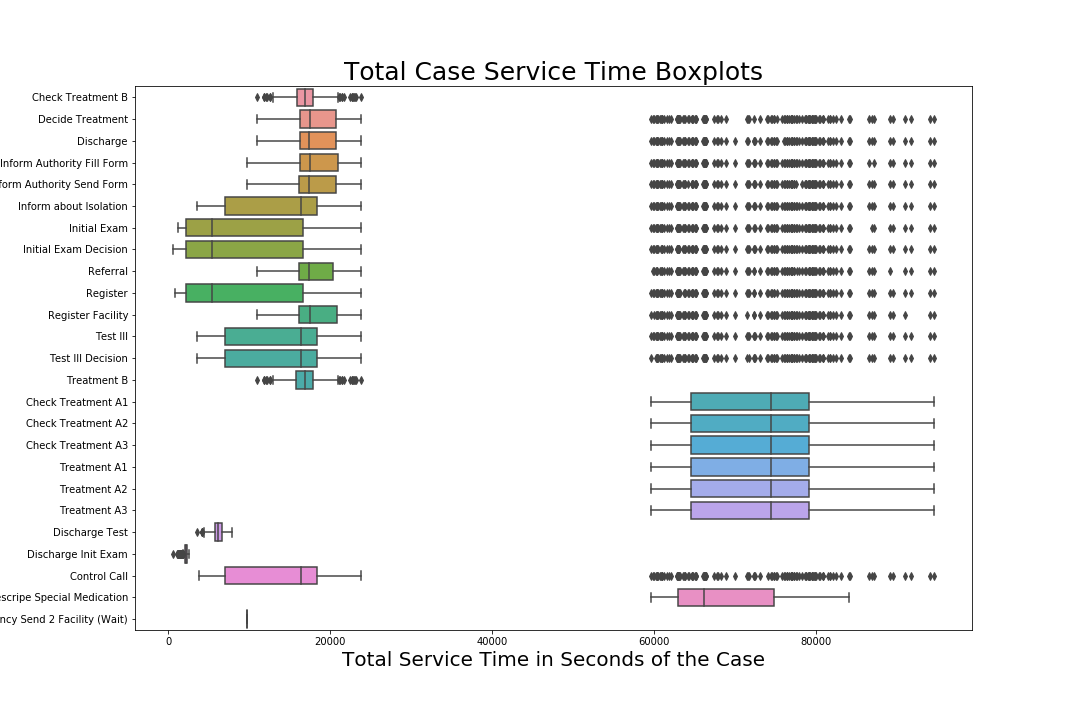 Total Case Service Time Boxplots
Check Treatment B
Decide Treatment
Discharge
Inform Authority Fill Form
form Authority Send Form
Inform about Isolation
Initial Exam
Initial Exam Decision
Referral
Register
Register Facility
Test III
Test III Decision
Treatment B
Check Treatment A1
Check Treatment A2
Check Treatment A3
Treatment A1
Treatment A2
Treatment A3
Discharge Test
Discharge Init Exam
Control Call
escripe Special Medication
ncy Send 2 Facility (Wait)
0 20000 40000 60000 80000
Total Service Time in Seconds of the Case